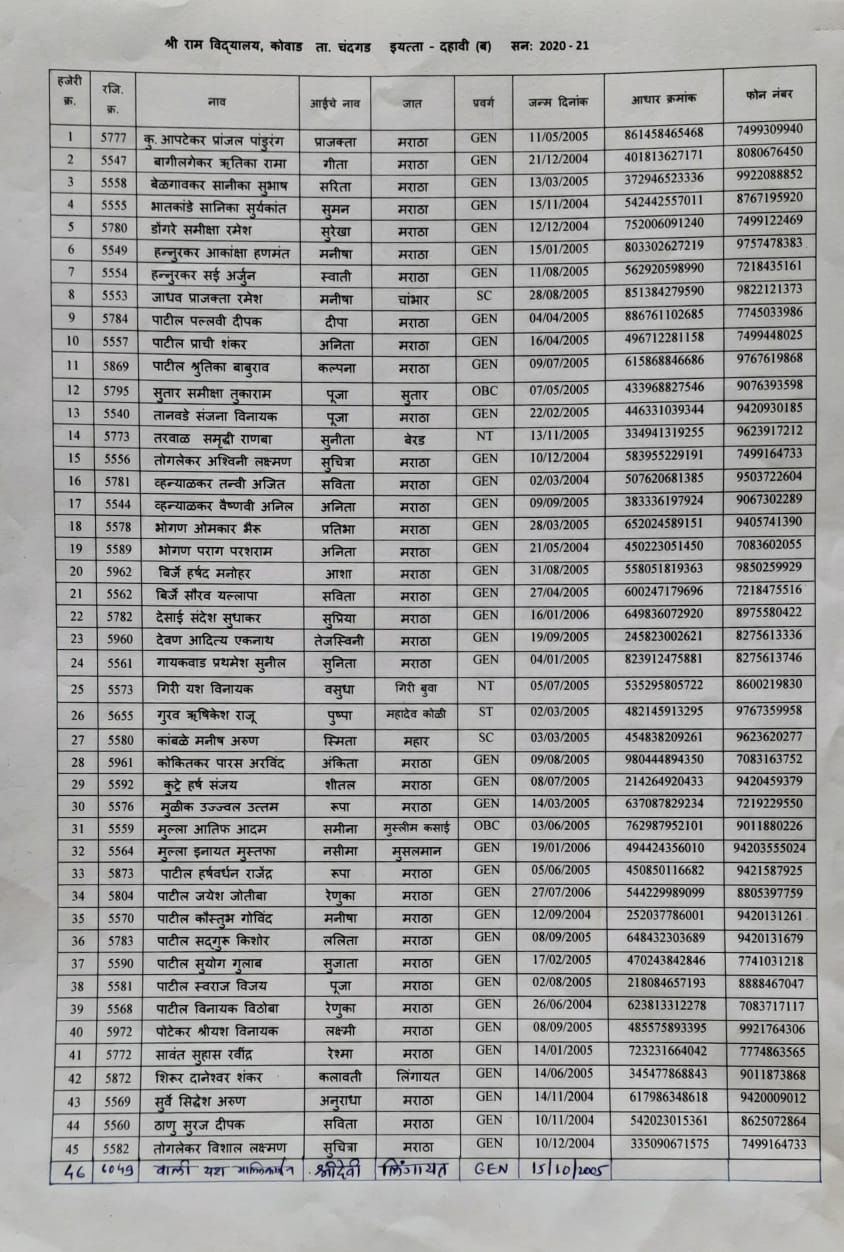 श्री राम विद्यालय, कोवाड ता. चंदगड इयत्ता - दहावी (ब) सन: 2020 - 21
हजेरी क्र. रजि. क्र. नाव आईचे नाव जात प्रवर्ग जन्म दिनांक आधार क्रमांक फोन नंबर
1 5777 कु. आपटेकर प्रांजल पांडुरंग प्राजक्ता मराठा GEN 11/05/2005 861458465468 7499309940
2 5547 बागीलगेकर ऋतिका रामा गीता मराठा GEN 21/12/2004 401813627171 8080676450
3 5558 बेळगावकर सानीका सुभाष सरिता मराठा GEN 13/03/2005 372946523336 9922088852
4 5555 भातकांडे सानिका सुर्यकांत सुमन मराठा GEN 15/11/2004 542442557011 8767195920
5 5780 डोंगरे समीक्षा रमेश सुरेखा मराठा GEN 12/12/2004 752006091240 7499122469
6 5549 हन्नुरकर आकांक्षा हणमंत मनीषा मराठा GEN 15/01/2005 803302627219 9757478383
7 5554 हन्नुरकर सई अर्जुन स्वाती मराठा GEN 11/08/2005 562920598990 7218435161
8 5553 जाधव प्राजक्ता रमेश मनीषा चांभार SC 28/08/2005 851384279590 9822121373
9 5784 पाटील पल्लवी दीपक दीपा मराठा GEN 04/04/2005 886761102685 7745033986
10 5557 पाटील प्राची शंकर अनिता मराठा GEN 16/04/2005 496712281158 7499448025
11 5869 पाटील श्रुतिका बाबुराव कल्पना मराठा GEN 09/07/2005 615868846686 9767619868
12 5795 सुतार समीक्षा तुकाराम पूजा सुतार OBC 07/05/2005 433968827546 9076393598
13 5540 तानवडे संजना विनायक पूजा मराठा GEN 22/02/2005 446331039344 9420930185
14 5773 तरवाळ समृद्धी राणबा सुनीता बेरड NT 13/11/2005 334941319255 9623917212
15 5556 तोगलेकर अश्विनी लक्ष्मण सुचित्रा मराठा GEN 10/12/2004 583955229191 7499164733
16 5781 व्हन्याळकर तन्वी अजित सविता मराठा GEN 02/03/2004 507620681385 9503722604
17 5544 व्हन्याळकर वैष्णवी अनिल अनिता मराठा GEN 09/09/2005 383336197924 9067302289
18 5578 भोगण ओमकार भैरू प्रतिभा मराठा GEN 28/03/2005 652024589151 9405741390
19 5589 भोगण पराग परशराम अनिता मराठा GEN 21/05/2004 450223051450 7083602055
20 5962 बिर्जे हर्षद मनोहर आशा मराठा GEN 31/08/2005 558051819363 9850259929
21 5562 बिर्जे सौरव यल्लापा सविता मराठा GEN 27/04/2005 600247179696 7218475516
22 5782 देसाई संदेश सुधाकर सुप्रिया मराठा GEN 16/01/2006 649836072920 8975580422
23 5960 देवण आदित्य एकनाथ तेजस्विनी मराठा GEN 19/09/2005 245823002621 8275613336
24 5561 गायकवाड प्रथमेश सुनील सुनिता मराठा GEN 04/01/2005 823912475881 8275613746
25 5573 गिरी यश विनायक वसुधा गिरी बुवा NT 05/07/2005 535295805722 8600219830
26 5655 गुरव ऋषिकेश राजू पुष्पा महादेव कोळी ST 02/03/2005 482145913295 9767359958
27 5580 कांबळे मनीष अरुण स्मिता महार SC 03/03/2005 454838209261 9623620277
28 5961 कोकितकर पारस अरविंद अंकिता मराठा GEN 09/08/2005 980444894350 7083163752
29 5592 कुट्रे हर्ष संजय शीतल मराठा GEN 08/07/2005 214264920433 9420459379
30 5576 मुळीक उज्ज्वल उत्तम रूपा मराठा GEN 14/03/2005 637087829234 7219229550
31 5559 मुल्ला आतिफ आदम समीना मुस्लीम कसाई OBC 03/06/2005 762987952101 9011880226
32 5564 मुल्ला इनायत मुस्तफा नसीमा मुसलमान GEN 19/01/2006 494424356010 94203555024
33 5873 पाटील हर्षवर्धन राजेंद्र रूपा मराठा GEN 05/06/2005 450850116682 9421587925
34 5804 पाटील जयेश जोतीबा रेणुका मराठा GEN 27/07/2006 544229989099 8805397759
35 5570 पाटील कौस्तुभ गोविंद मनीषा मराठा GEN 12/09/2004 252037786001 9420131261
36 5783 पाटील सद्गुरू किशोर ललिता मराठा GEN 08/09/2005 648432303689 9420131679
37 5590 पाटील सुयोग गुलाब सुजाता मराठा GEN 17/02/2005 470243842846 7741031218
38 5581 पाटील स्वराज विजय पूजा मराठा GEN 02/08/2005 218084657193 8888467047
39 5568 पाटील विनायक विठोबा रेणुका मराठा GEN 26/06/2004 623813312278 7083717117
40 5972 पोटेकर श्रीयश विनायक लक्ष्मी मराठा GEN 08/09/2005 485575893395 9921764306
41 5772 सावंत सुहास रवींद्र रेश्मा मराठा GEN 14/01/2005 723231664042 7774863565
42 5872 शिरूर दानेश्वर शंकर कलावती लिंगायत GEN 14/06/2005 345477868843 9011873868
43 5569 सुर्वे सिद्धेश अरुण अनुराधा मराठा GEN 14/11/2004 617986348618 9420009012
44 5560 ठाणु सुरज दीपक सविता मराठा GEN 10/11/2004 542023015361 8625072864
45 5582 तोगलेकर विशाल लक्ष्मण सुचित्रा मराठा GEN 10/12/2004 335090671575 7499164733
46 6049 वाली यश श्रीदेवी लिंगायत GEN 15/10/2005